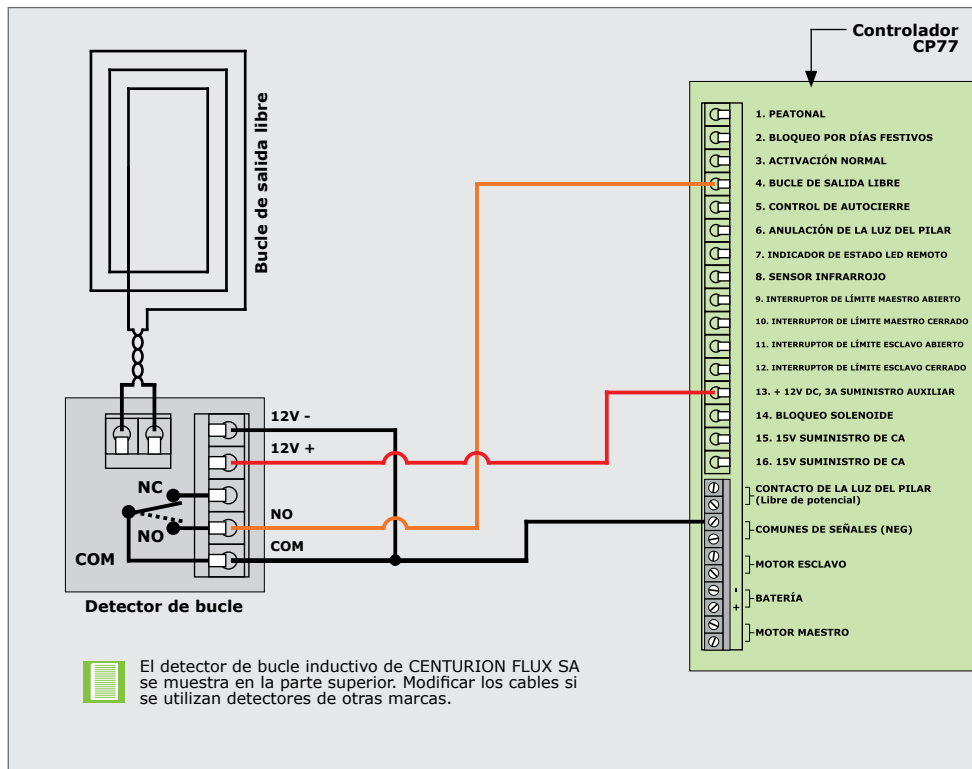 Controlador
CP77
Bucle de salida libre
1. PEATONAL
2. BLOQUEO POR DÍAS FESTIVOS
3. ACTIVACIÓN NORMAL
4. BUCLE DE SALIDA LIBRE
5. CONTROL DE AUTOCIERRE
6. ANULACIÓN DE LA LUZ DEL PILAR
7. INDICADOR DE ESTADO LED REMOTO
8. SENSOR INFRARROJO
9. INTERRUPTOR DE LÍMITE MAESTRO ABIERTO
10. INTERRUPTOR DE LÍMITE MAESTRO CERRADO
11. INTERRUPTOR DE LÍMITE ESCLAVO ABIERTO
12. INTERRUPTOR DE LÍMITE ESCLAVO CERRADO
13. + 12V DC, 3A SUMINISTRO AUXILIAR
14. BLOQUEO SOLENOIDE
15. 15V SUMINISTRO DE CA
16. 15V SUMINISTRO DE CA
CONTACTO DE LA LUZ DEL PILAR
(Libre de potencial)
COMUNES DE SEÑALES (NEG)
MOTOR ESCLAVO
-
BATERÍA
+
MOTOR MAESTRO
12V -
12V +
NC
NO
NO
COM
COM
Detector de bucle
El detector de bucle inductivo de CENTURION FLUX SA
se muestra en la parte superior. Modificar los cables si
se utilizan detectores de otras marcas.